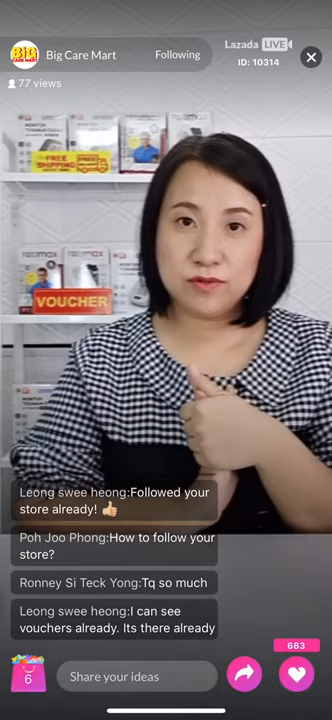 BIG
CARE MART
Big Care Mart
Following
Lazada LIVE
ID: 10314
77 views
FREE
SHIPPING
rossmax
rossmax
VOUCHER
Leong swee heong:Followed your
store already! 👍🏼
Poh Joo Phong:How to follow your
store?
Ronney Si Teck Yong:Tq so much
Leong swee heong:I can see
vouchers already. Its there already
683
6
Share your ideas